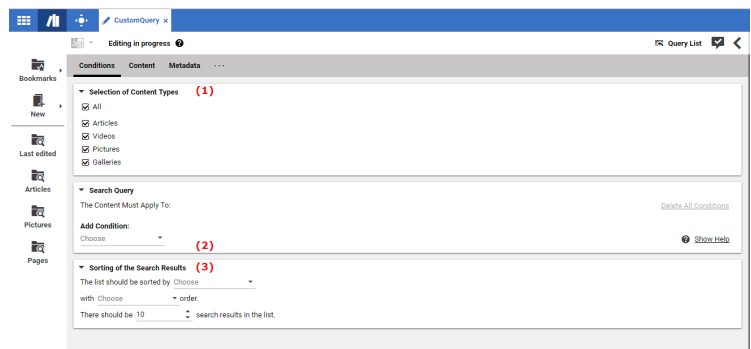 CustomQuery ×
Editing in progress
Query List
Bookmarks
New
Last edited
Articles
Pictures
Pages
Conditions Content Metadata ...
Selection of Content Types (1)
All
Articles
Videos
Pictures
Galleries
Search Query
The Content Must Apply To:
Delete All Conditions
Add Condition:
Choose
(2)
Show Help
Sorting of the Search Results (3)
The list should be sorted by Choose
with Choose order.
There should be 10 search results in the list.